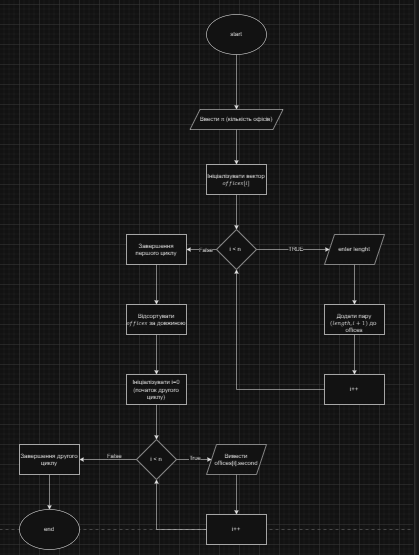 start
Ввести n (кількість офісів)
Ініціалізувати вектор
offices[i]
Завершення
першого циклу
False
i < n
TRUE
enter lenght
Відсортувати
offices за довжиною
Додати пару
(length, i + 1) до
offices
Ініціалізувати i=0
(початок другого
циклу)
i++
Завершення другого
циклу
False
i < n
True
Вивести
offices[i].second
end
i++